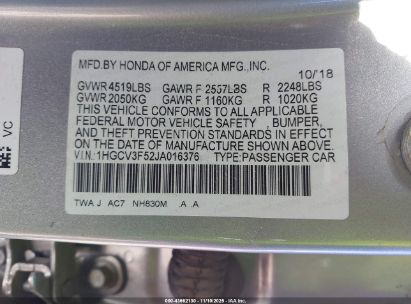 MFD.BY HONDA OF AMERICA MFG.,INC.
10/18
GVWR 4519LBS GAWR F 2557LBS R 2248LBS
GVWR 2050KG GAWR F 1160KG R 1020KG
THIS VEHICLE CONFORMS TO ALL APPLICABLE
FEDERAL MOTOR VEHICLE SAFETY, BUMPER,
AND THEFT PREVENTION STANDARDS IN EFFECT
ON THE DATE OF MANUFACTURE SHOWN ABOVE.
V.I.N.: 1HGCV3F52JA016376 TYPE:PASSENGER CAR
TWA J AC7 NH830M A A
VC